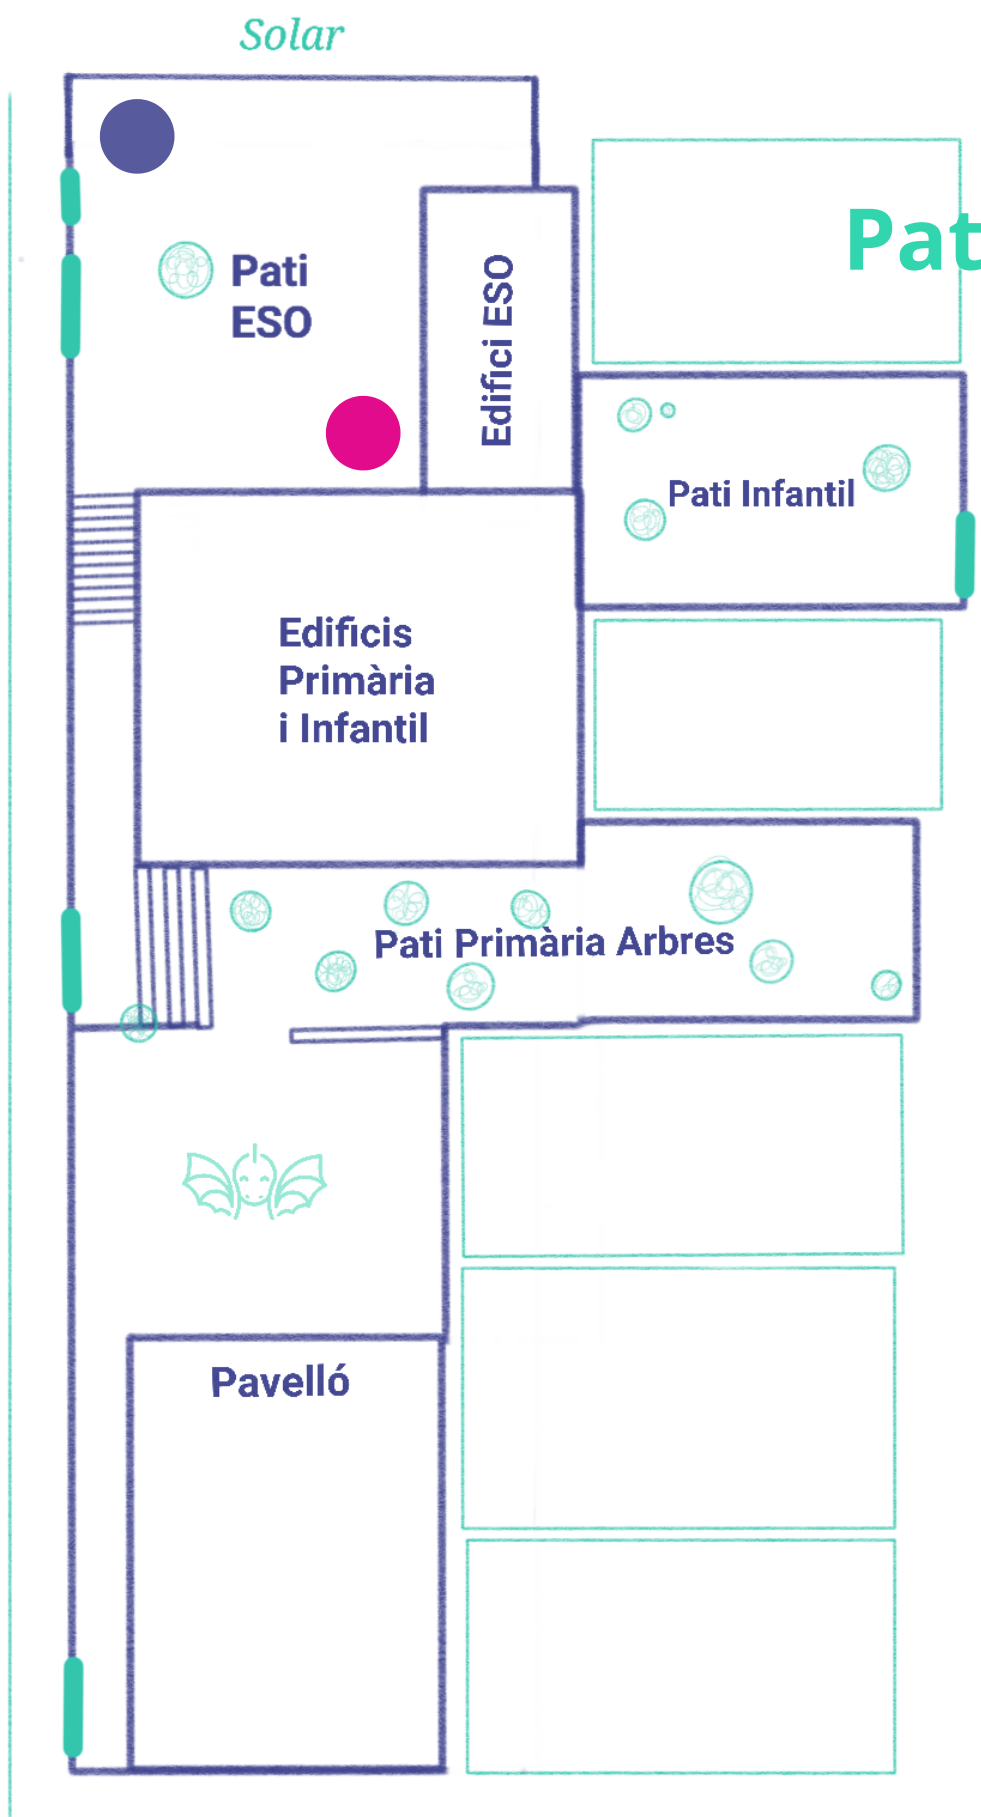 Solar
Pat
Pati
ESO
Edifici ESO
Pati Infantil
Edificis
Primària
i Infantil
Pati Primària Arbres
Pavelló